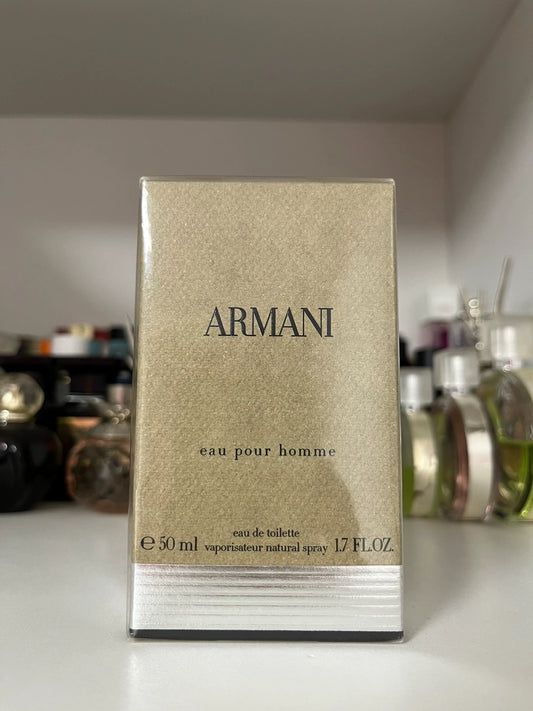 ARMANI
eau pour homme
eau de toilette
℮ 50 ml vaporisateur natural spray 1.7 FL.OZ.